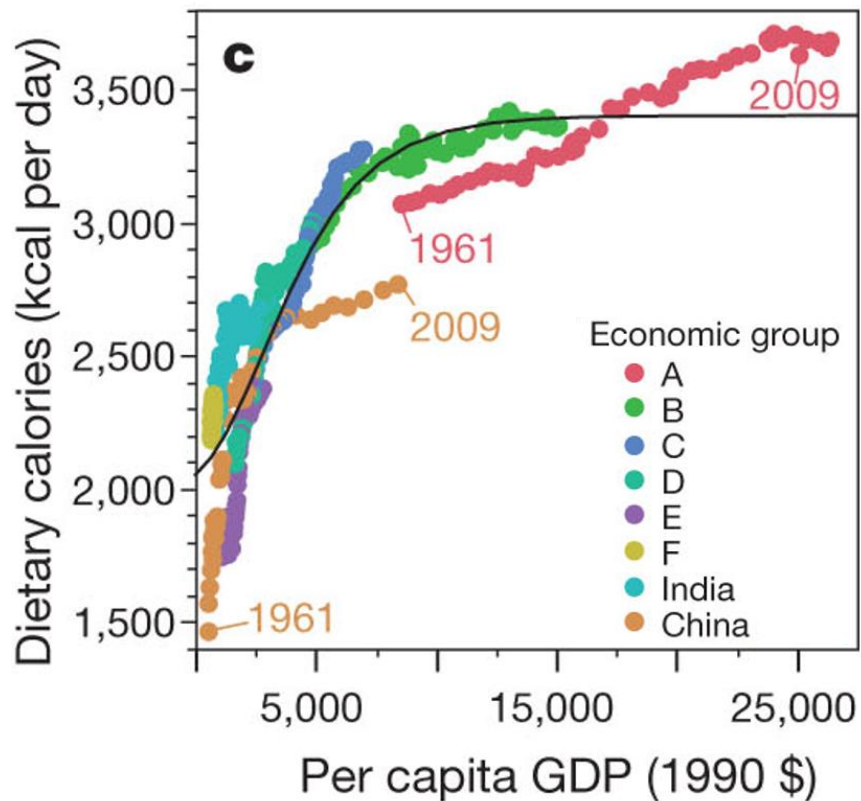 c
Dietary calories (kcal per day)
3,500
3,000
2,500
2,000
1,500
2009
1961
2009
1961
Economic group
A
B
C
D
E
F
India
China
5,000
15,000
25,000
Per capita GDP (1990 $)